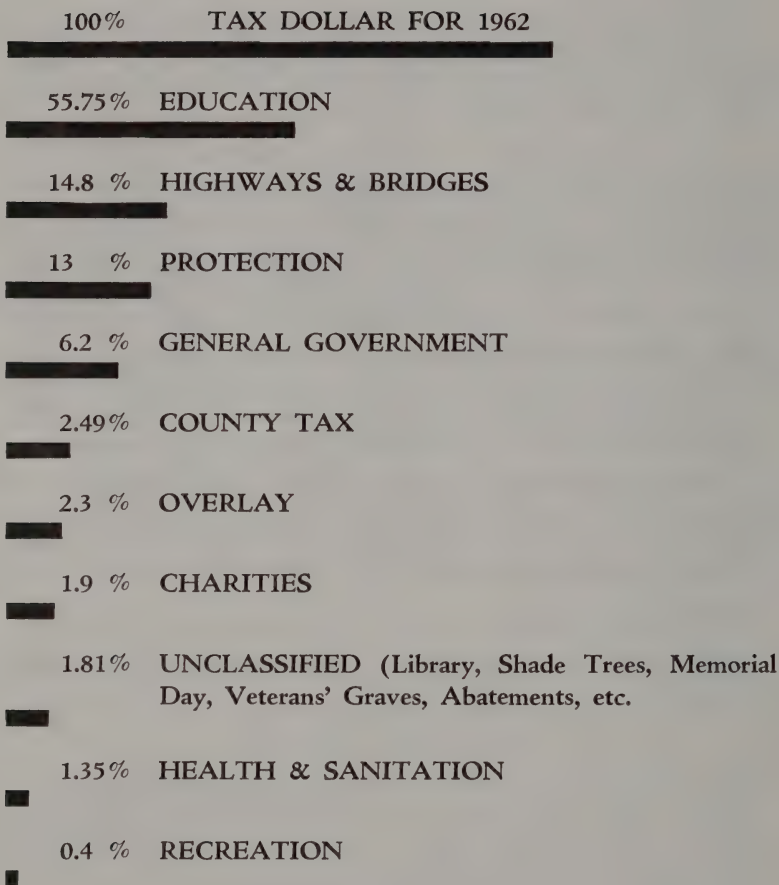 100% TAX DOLLAR FOR 1962
55.75% EDUCATION
14.8 % HIGHWAYS & BRIDGES
13 % PROTECTION
6.2 % GENERAL GOVERNMENT
2.49% COUNTY TAX
2.3 % OVERLAY
1.9 % CHARITIES
1.81% UNCLASSIFIED (Library, Shade Trees, Memorial
Day, Veterans' Graves, Abatements, etc.
1.35% HEALTH & SANITATION
0.4 % RECREATION